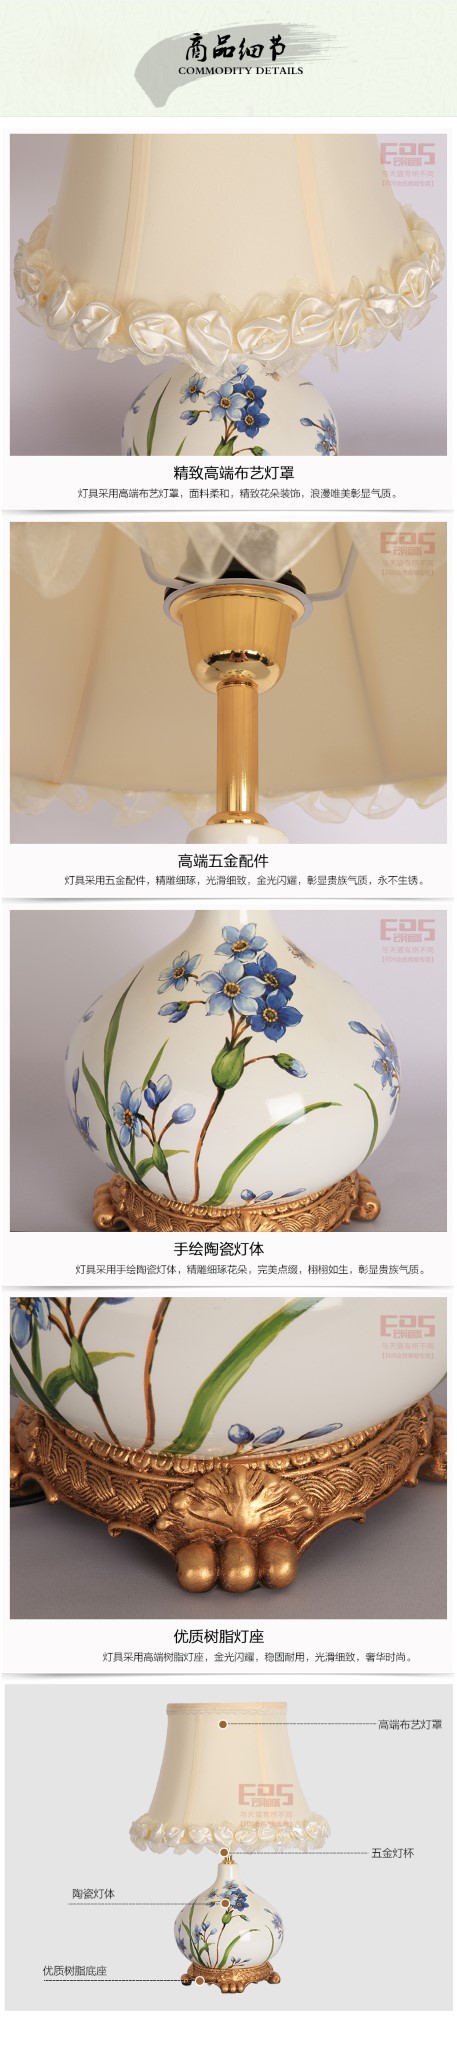 商品细节
COMMODITY DETAILS
EOS
精致高端布艺灯罩
灯具采用高端布艺灯罩，面料柔和，精致花朵装饰，浪漫唯美彰显气质。
EOS
高端五金配件
灯具采用五金配件，精雕细琢，光滑细致，金光闪耀，彰显贵族气质，永不生锈。
EOS
手绘陶瓷灯体
灯具采用手绘陶瓷灯体，精雕细琢花朵，完美点缀，栩栩如生，彰显贵族气质。
EOS
优质树脂灯座
灯具采用高端树脂灯座，金光闪耀，稳固耐用，光滑细致，奢华时尚。
高端布艺灯罩
EOS
五金灯杯
陶瓷灯体
优质树脂底座